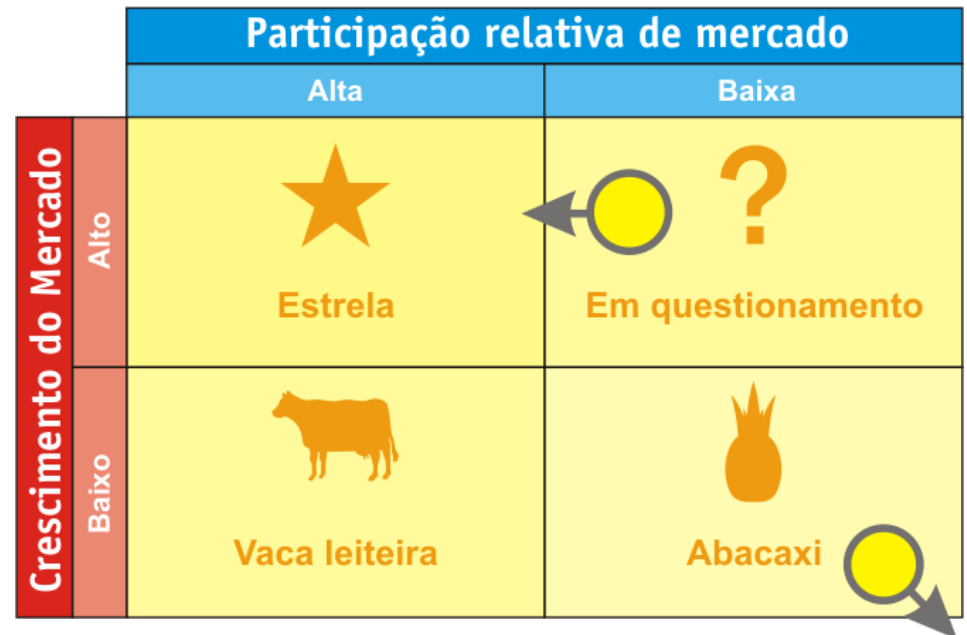 Participação relativa de mercado
Alta
Baixa
Crescimento do Mercado
Alto
?
Estrela
Em questionamento
Baixo
Vaca leiteira
Abacaxi